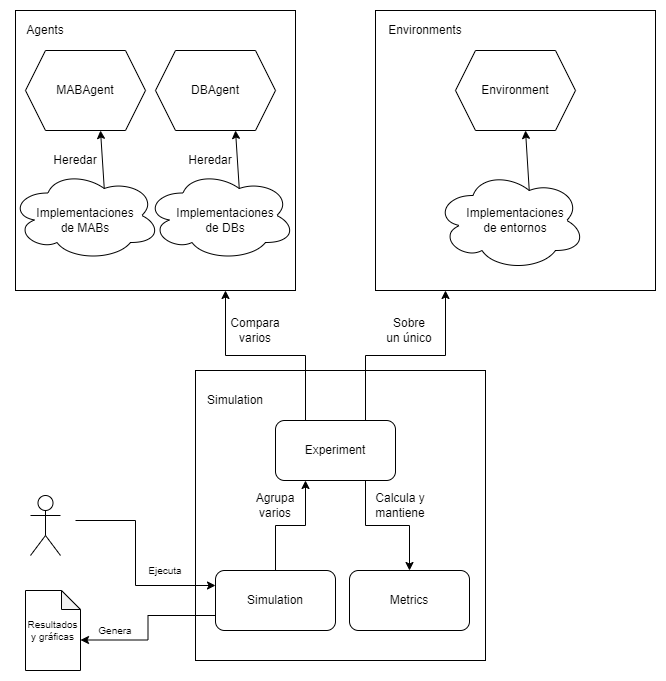 Agents
MABAgent
DBAgent
Heredar
Heredar
Implementaciones
de MABs
Implementaciones
de DBs
Environments
Environment
Implementaciones
de entornos
Compara
varios
Sobre
un único
Simulation
Experiment
Agrupa
varios
Calcula y
mantiene
Ejecuta
Simulation
Metrics
Genera
Resultados
y gráficas